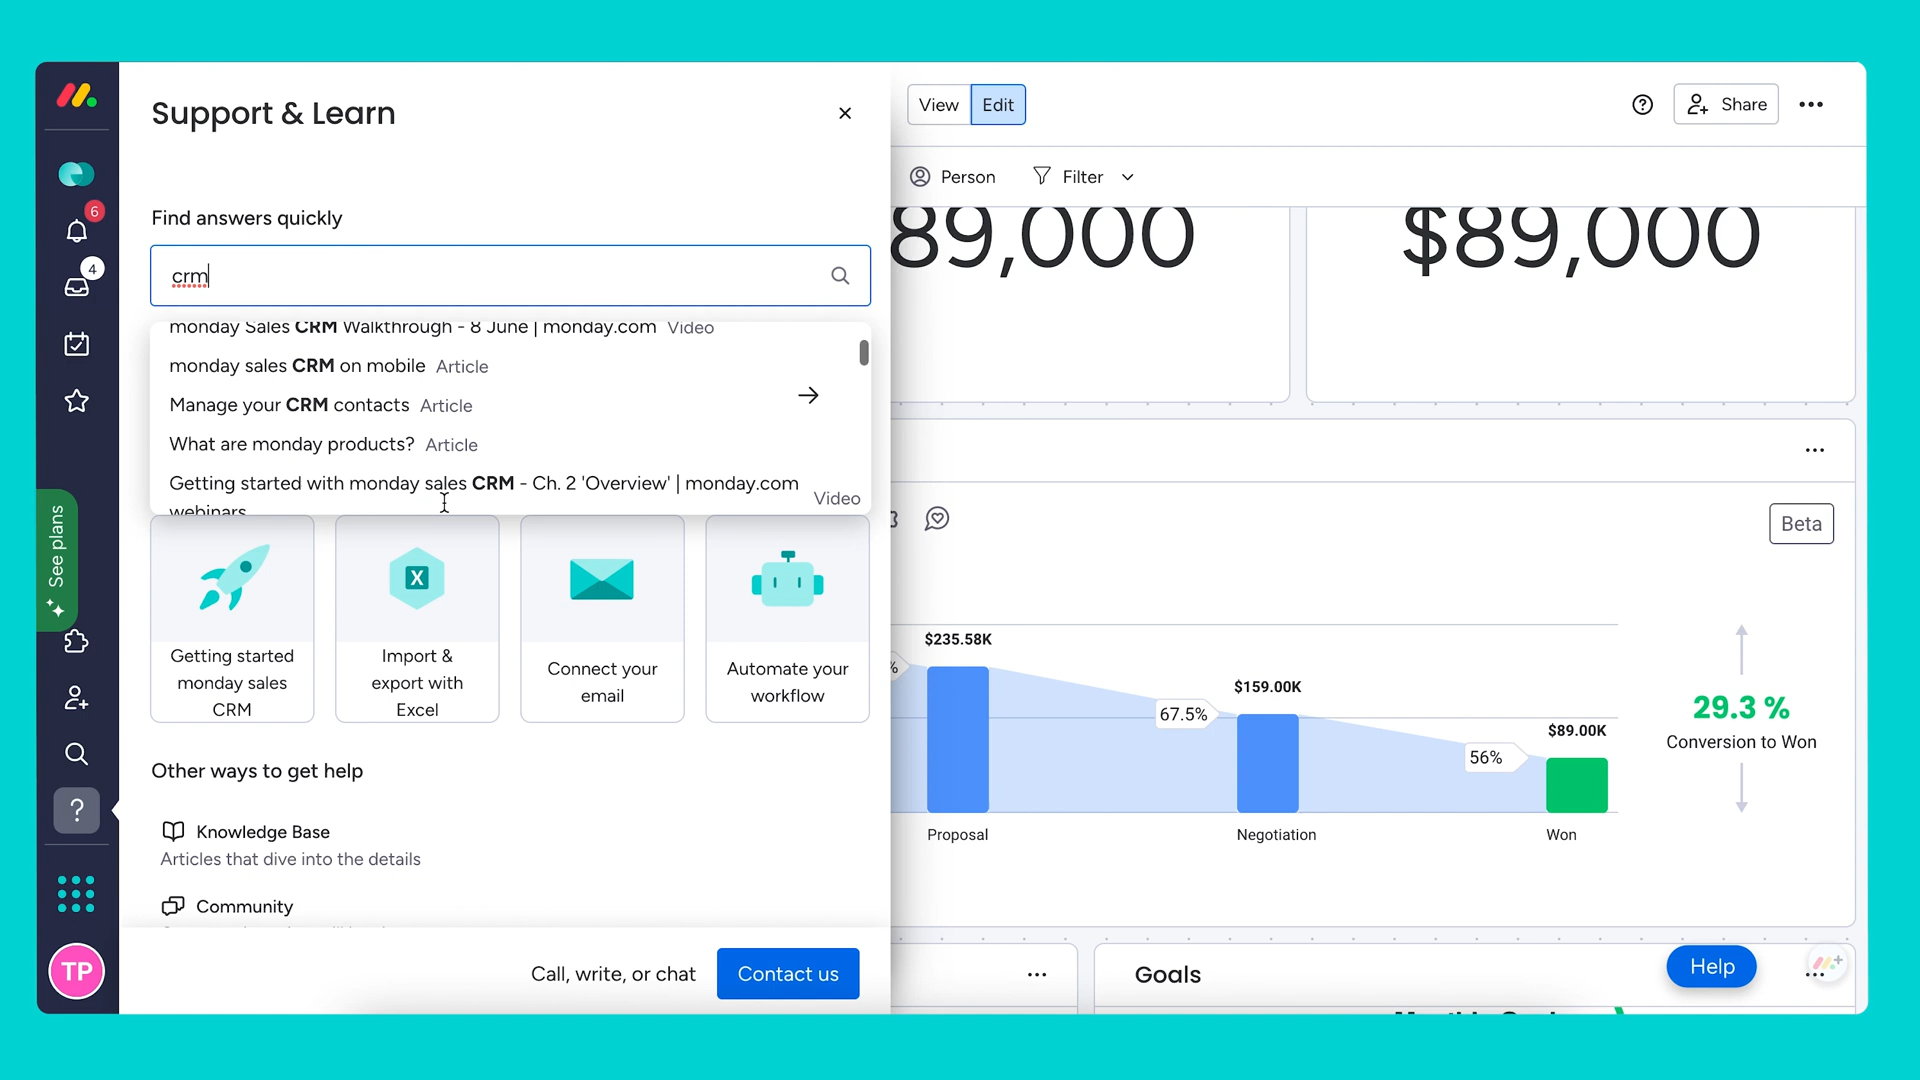 Support & Learn
Find answers quickly
crm
monday Sales CRM Walkthrough - 8 June | monday.com Video
monday sales CRM on mobile Article
Manage your CRM contacts Article
What are monday products? Article
Getting started with monday sales CRM - Ch. 2 'Overview' | monday.com
webinars
Video
Getting started
monday sales
CRM
Import &
export with
Excel
Connect your
email
Automate your
workflow
Other ways to get help
Knowledge Base
Articles that dive into the details
Community
Call, write, or chat
Contact us
6
4
See plans
TP
View
Edit
Share
Person
Filter
89,000
$89,000
Beta
$235.58K
67.5%
$159.00K
56%
$89.00K
Proposal
Negotiation
Won
29.3 %
Conversion to Won
Goals
Help